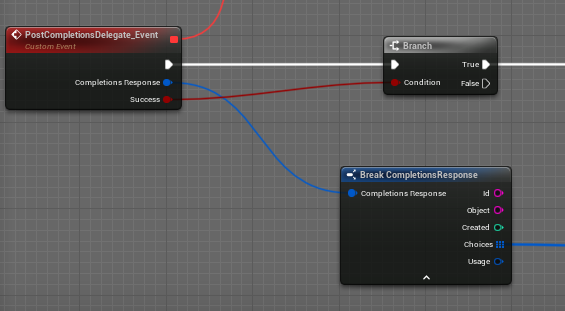 PostCompletionsDelegate_Event
Custom Event
Completions Response
Success
Branch
True
Condition
False
Break CompletionsResponse
Completions Response
Id
Object
Created
Choices
Usage